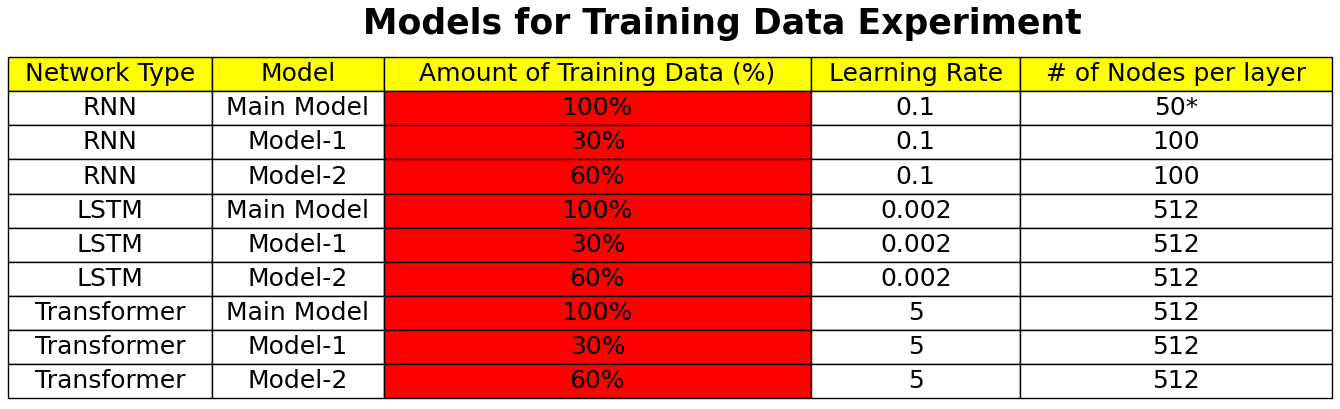 Models for Training Data Experiment
Network Type Model Amount of Training Data (%) Learning Rate # of Nodes per layer
RNN Main Model 100% 0.1 50*
RNN Model-1 30% 0.1 100
RNN Model-2 60% 0.1 100
LSTM Main Model 100% 0.002 512
LSTM Model-1 30% 0.002 512
LSTM Model-2 60% 0.002 512
Transformer Main Model 100% 5 512
Transformer Model-1 30% 5 512
Transformer Model-2 60% 5 512